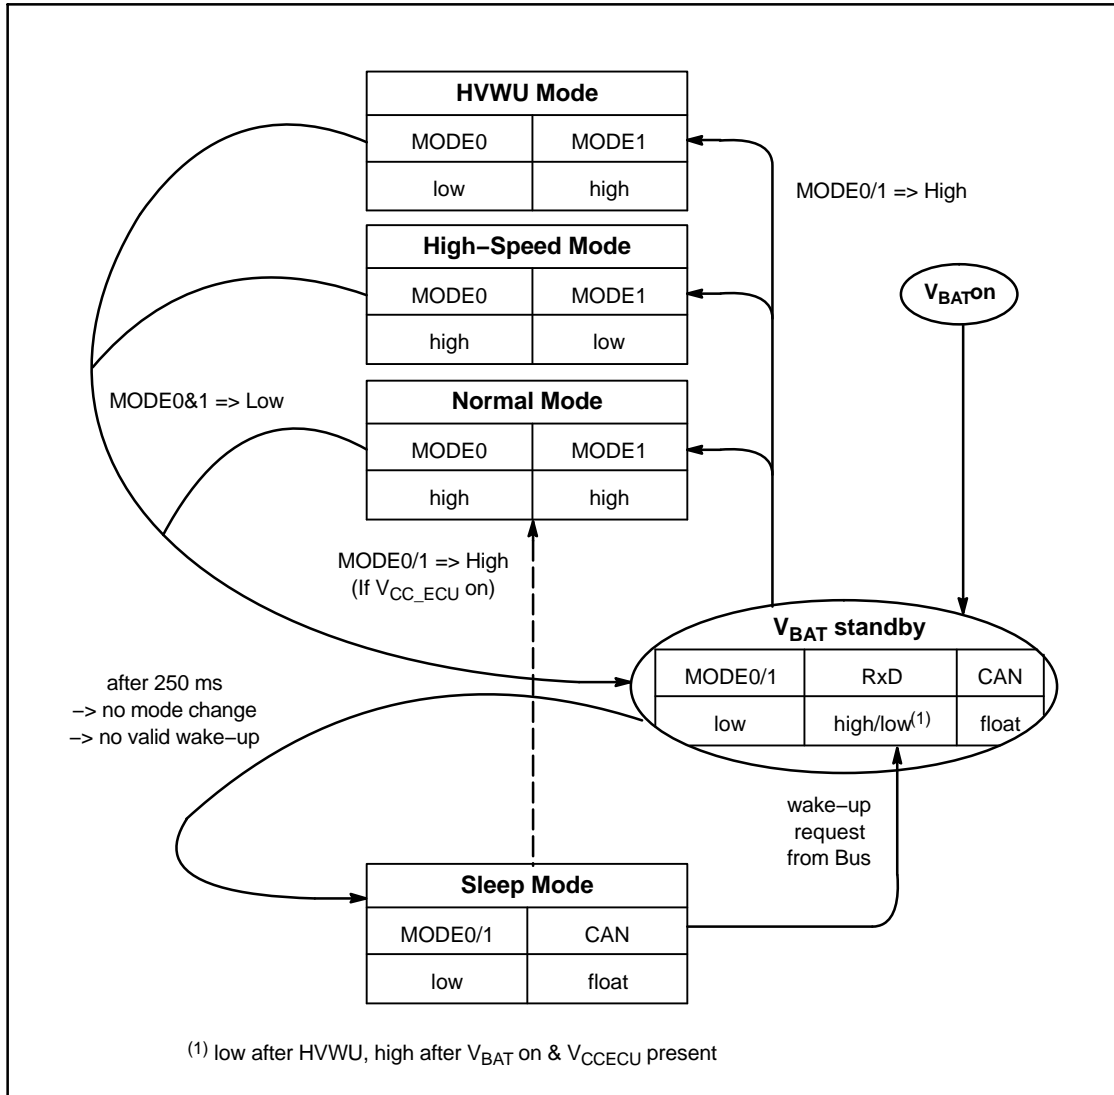 HVWU Mode
MODE0 MODE1
low high
MODE0/1 => High
High−Speed Mode
MODE0 MODE1
high low
VBAT on
MODE0&1 => Low
Normal Mode
MODE0 MODE1
high high
MODE0/1 => High
(If VCC_ECU on)
VBAT standby
MODE0/1 RxD CAN
low high/low(1) float
after 250 ms
−> no mode change
−> no valid wake−up
wake−up
request
from Bus
Sleep Mode
MODE0/1 CAN
low float
(1) low after HVWU, high after VBAT on & VCCECU present